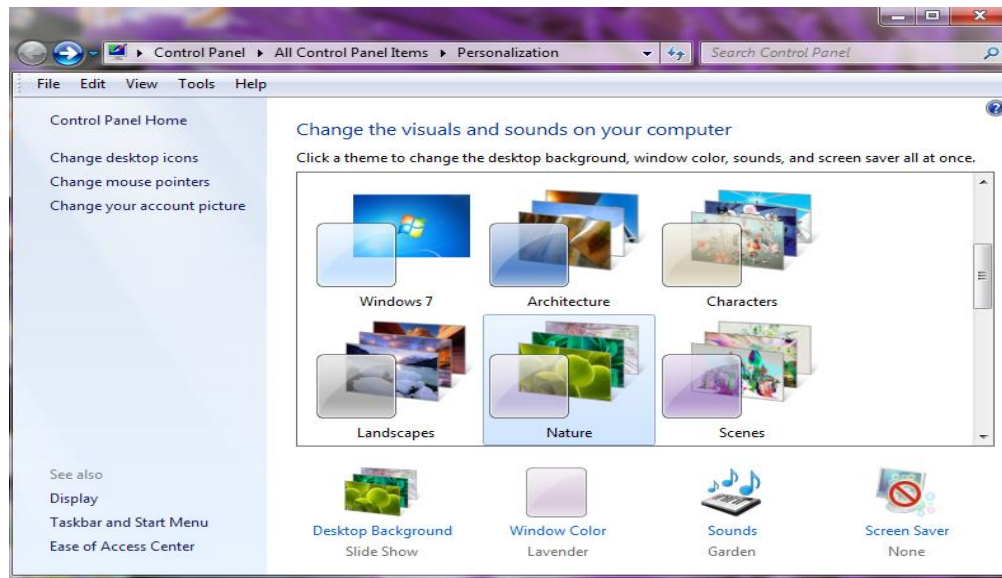 Control Panel ▸ All Control Panel Items ▸ Personalization
Search Control Panel
File Edit View Tools Help
Control Panel Home
Change desktop icons
Change mouse pointers
Change your account picture
See also
Display
Taskbar and Start Menu
Ease of Access Center
Change the visuals and sounds on your computer
Click a theme to change the desktop background, window color, sounds, and screen saver all at once.
Windows 7 Architecture Characters
Landscapes Nature Scenes
Desktop Background Window Color Sounds Screen Saver
Slide Show Lavender Garden None